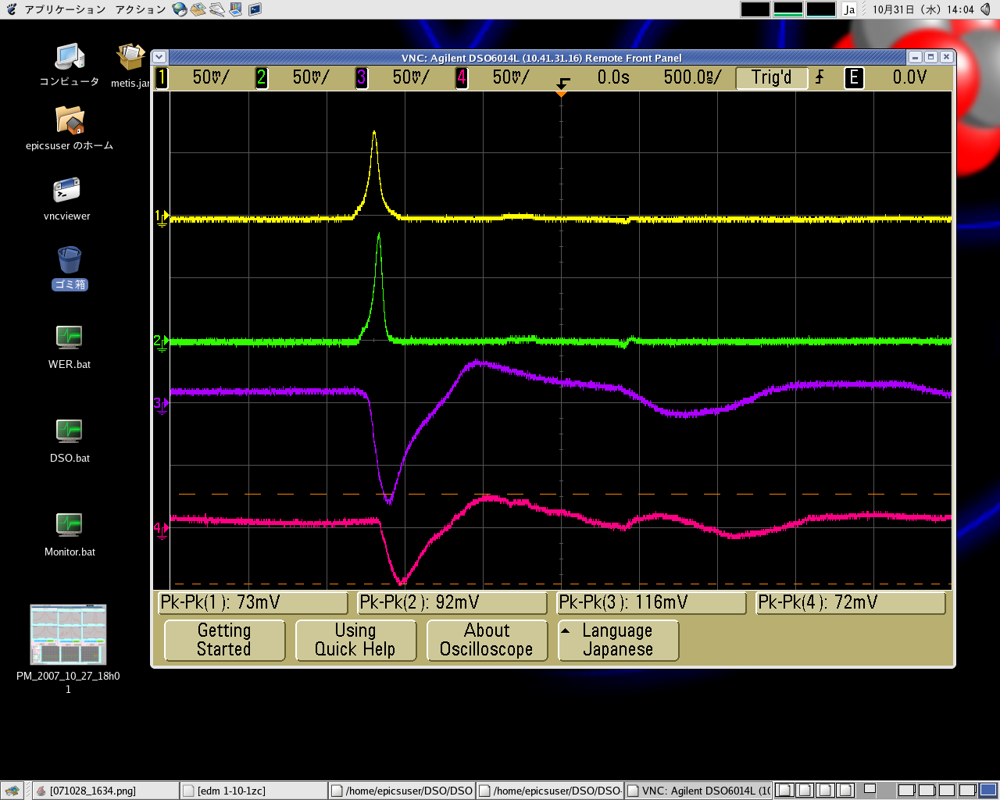 アプリケーション アクション
Ja 10月31日 (水) 14:04
コンピュータ
metis.jar
epicsuser のホーム
vncviewer
ゴミ箱
WER.bat
DSO.bat
Monitor.bat
PM_2007_10_27_18h0
1
VNC: Agilent DSO6014L (10.41.31.16) Remote Front Panel
1 50mV/ 2 50mV/ 3 50mV/ 4 50mV/ 0.0s 500.0ns/ Trig'd E 0.0V
1
2
3
4
Pk-Pk(1): 73mV Pk-Pk(2): 92mV Pk-Pk(3): 116mV Pk-Pk(4): 72mV
Getting
Started
Using
Quick Help
About
Oscilloscope
Language
Japanese
[071028_1634.png] [edm 1-10-1zc] /home/epicsuser/DSO/DSO /home/epicsuser/DSO/DSO- VNC: Agilent DSO6014L (10